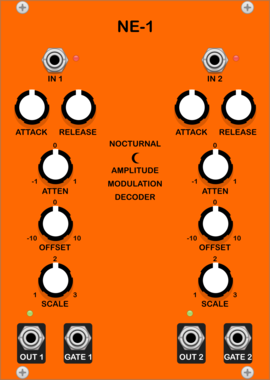 NE-1
IN 1
IN 2
ATTACK RELEASE
ATTACK RELEASE
NOCTURNAL
AMPLITUDE
MODULATION
DECODER
0
-1 1
ATTEN
0
-1 1
ATTEN
0
-10 10
OFFSET
0
-10 10
OFFSET
2
1 3
SCALE
2
1 3
SCALE
OUT 1 GATE 1
OUT 2 GATE 2